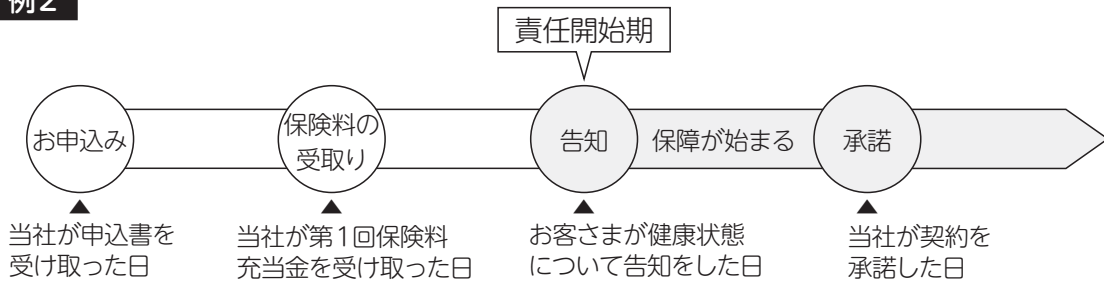 例2
責任開始期
お申込み
保険料の
受取り
告知
保障が始まる
承諾
当社が申込書を
受け取った日
当社が第1回保険料
充当金を受け取った日
お客さまが健康状態
について告知をした日
当社が契約を
承諾した日